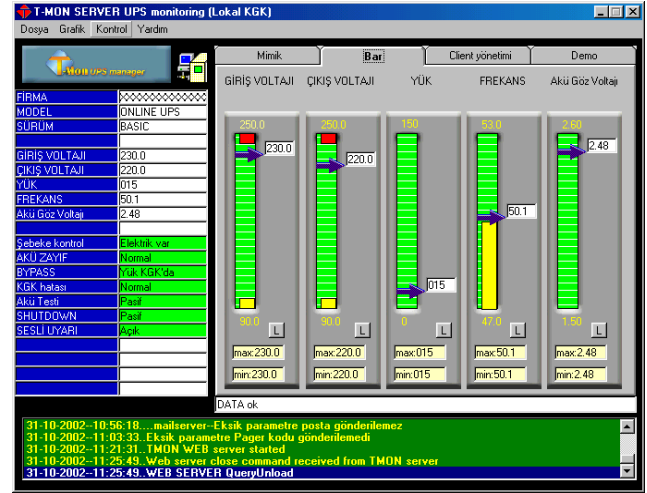 T-MON SERVER UPS monitoring (Lokal KGK)
Dosya Grafik Kontrol Yardım
T-MON UPS manager
Mimik Bar Client yönetimi Demo
GİRİŞ VOLTAJI ÇIKIŞ VOLTAJI YÜK FREKANS Akü Göz Voltajı
FİRMA XXXXXXXXXXXX
MODEL ONLINE UPS
SÜRÜM BASIC
GİRİŞ VOLTAJI 230.0
ÇIKIŞ VOLTAJI 220.0
YÜK 015
FREKANS 50.1
Akü Göz Voltajı 2.48
Şebeke kontrol Elektrik var
AKÜ ZAYIF Normal
BYPASS Yük KGK'da
KGK hatası Normal
Akü Testi Pasif
SHUTDOWN Pasif
SESLİ UYARI Açık
250.0 250.0 150 53.0 2.60
230.0 220.0 015 50.1 2.48
90.0 90.0 0 47.0 1.50
L L L L L
max:230.0 max:220.0 max:015 max:50.1 max:2.48
min:230.0 min:220.0 min:015 min:50.1 min:2.48
DATA ok
31-10-2002--10:56:18....mailserver--Eksik parametre posta gönderilemez
31-10-2002--11:03:33..Eksik parametre Pager kodu gönderilemedi
31-10-2002--11:21:31..TMON WEB server started
31-10-2002--11:25:49..Web server close command received from TMON server
31-10-2002--11:25:49..WEB SERVER QueryUnload